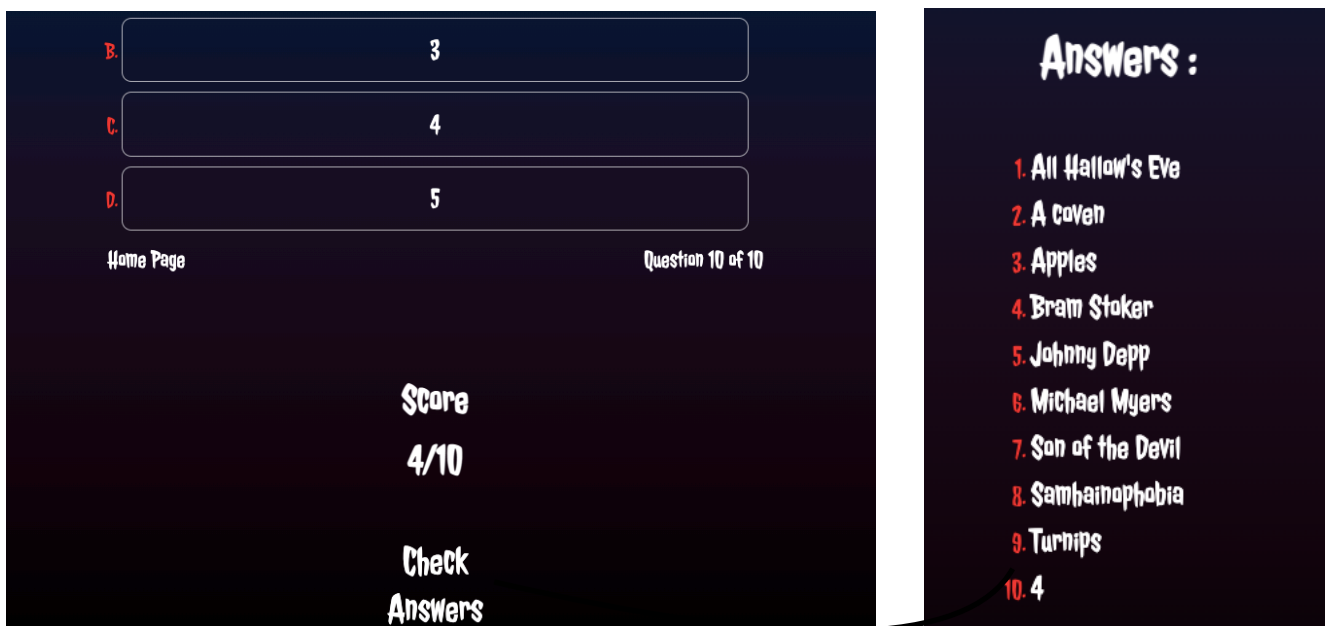 B. 3
C. 4
D. 5
Home Page Question 10 of 10
Score
4/10
Check
Answers
Answers :
1. All Hallow's Eve
2. A coven
3. Apples
4. Bram Stoker
5. Johnny Depp
6. Michael Myers
7. Son of the Devil
8. Samhainophobia
9. Turnips
10. 4